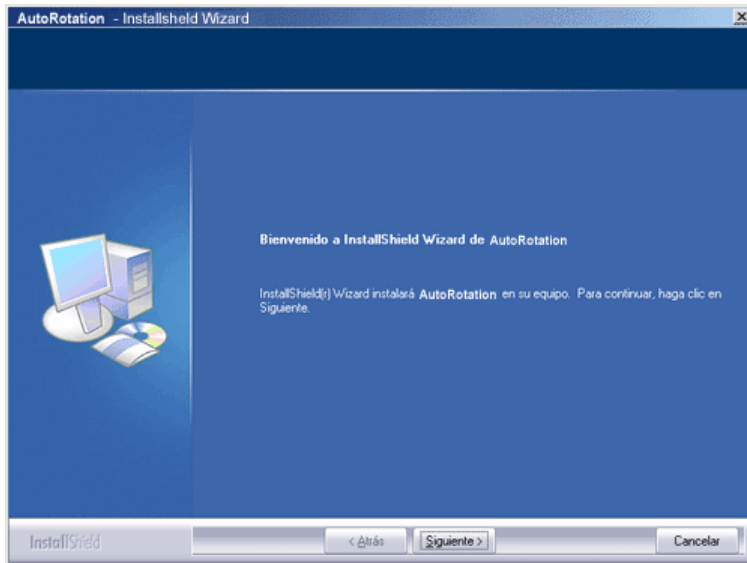 AutoRotation - Installsheld Wizard
Bienvenido a InstallShield Wizard de AutoRotation
InstallShield(r) Wizard instalará AutoRotation en su equipo. Para continuar, haga clic en
Siguiente.
InstallShield
< Atrás
Siguiente >
Cancelar